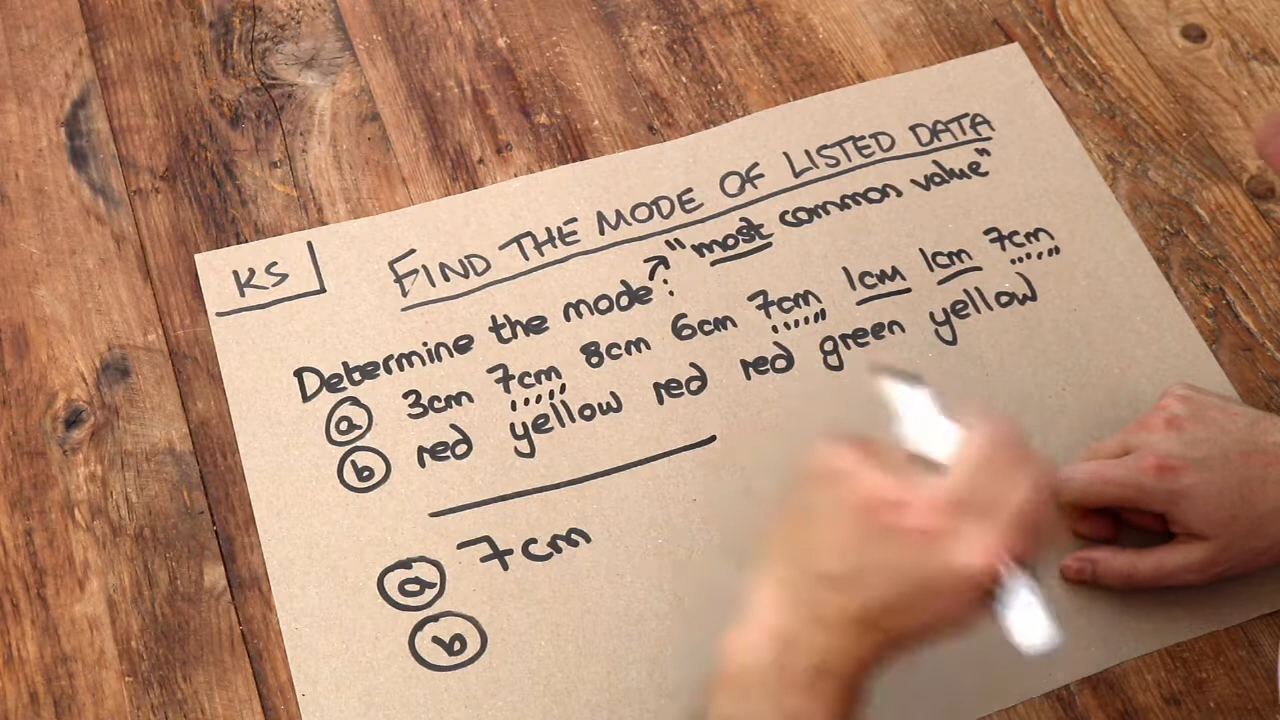 KS
FIND THE MODE OF LISTED DATA
"most common value"
Determine the mode:
a 3cm 7cm 8cm 6cm 7cm 1cm 1cm 7cm
b red yellow red red green yellow
a 7cm
b